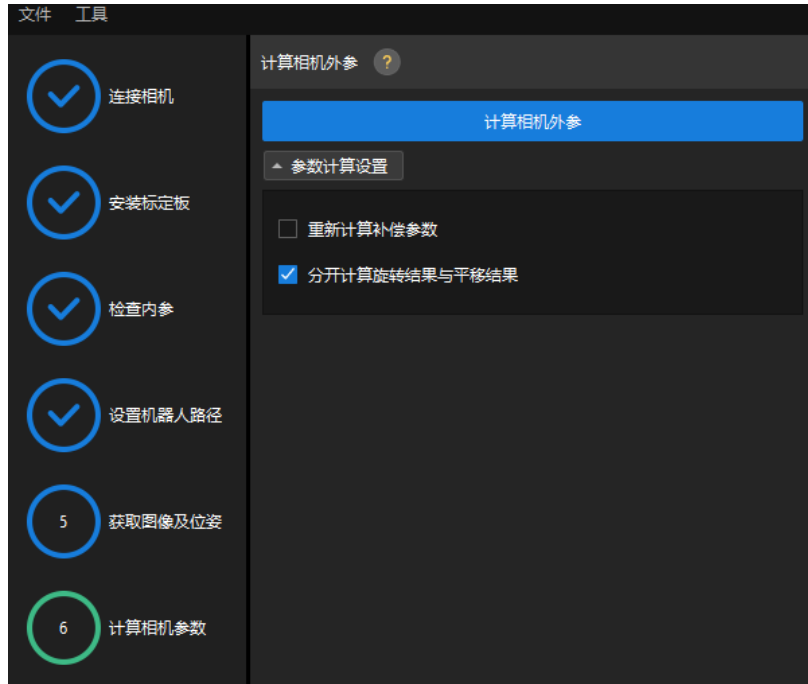 文件 工具
连接相机
安装标定板
检查内参
设置机器人路径
5 获取图像及位姿
6 计算相机参数
计算相机外参 ?
计算相机外参
参数计算设置
重新计算补偿参数
分开计算旋转结果与平移结果